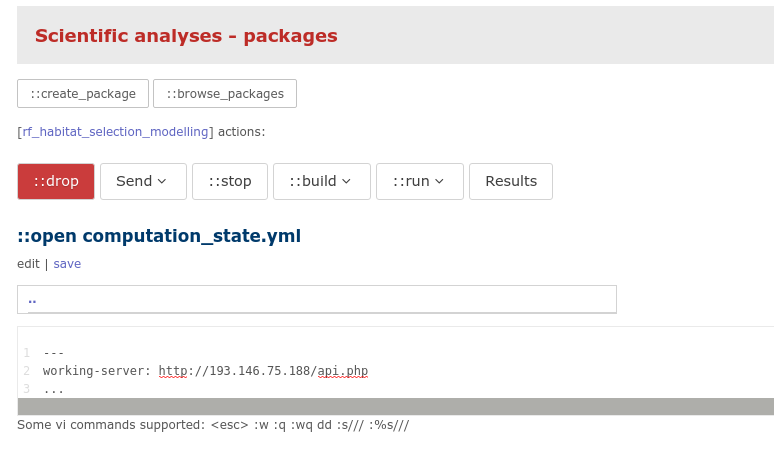 Scientific analyses - packages
::create_package ::browse_packages
[rf_habitat_selection_modelling] actions:
::drop Send ::stop ::build ::run Results
::open computation_state.yml
edit | save
..
1 ---
2 working-server: http://193.146.75.188/api.php
3 ...
Some vi commands supported: <esc> :w :q :wq dd :s/// :%s///